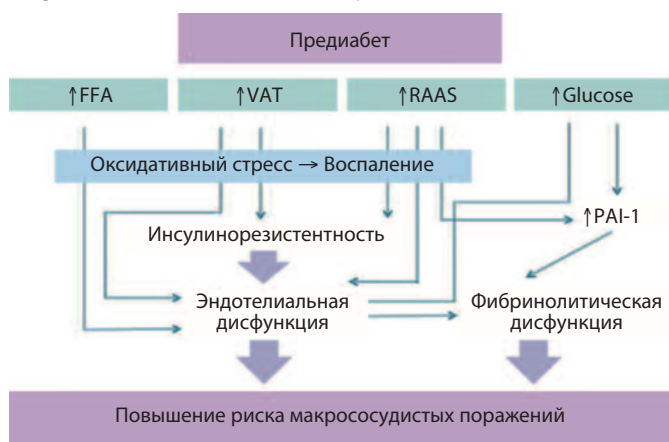 Предиабет
↑FFA
↑VAT
↑RAAS
↑Glucose
Оксидативный стресс → Воспаление
Инсулинорезистентность
↑PAI-1
Эндотелиальная
дисфункция
Фибринолитическая
дисфункция
Повышение риска макрососудистых поражений